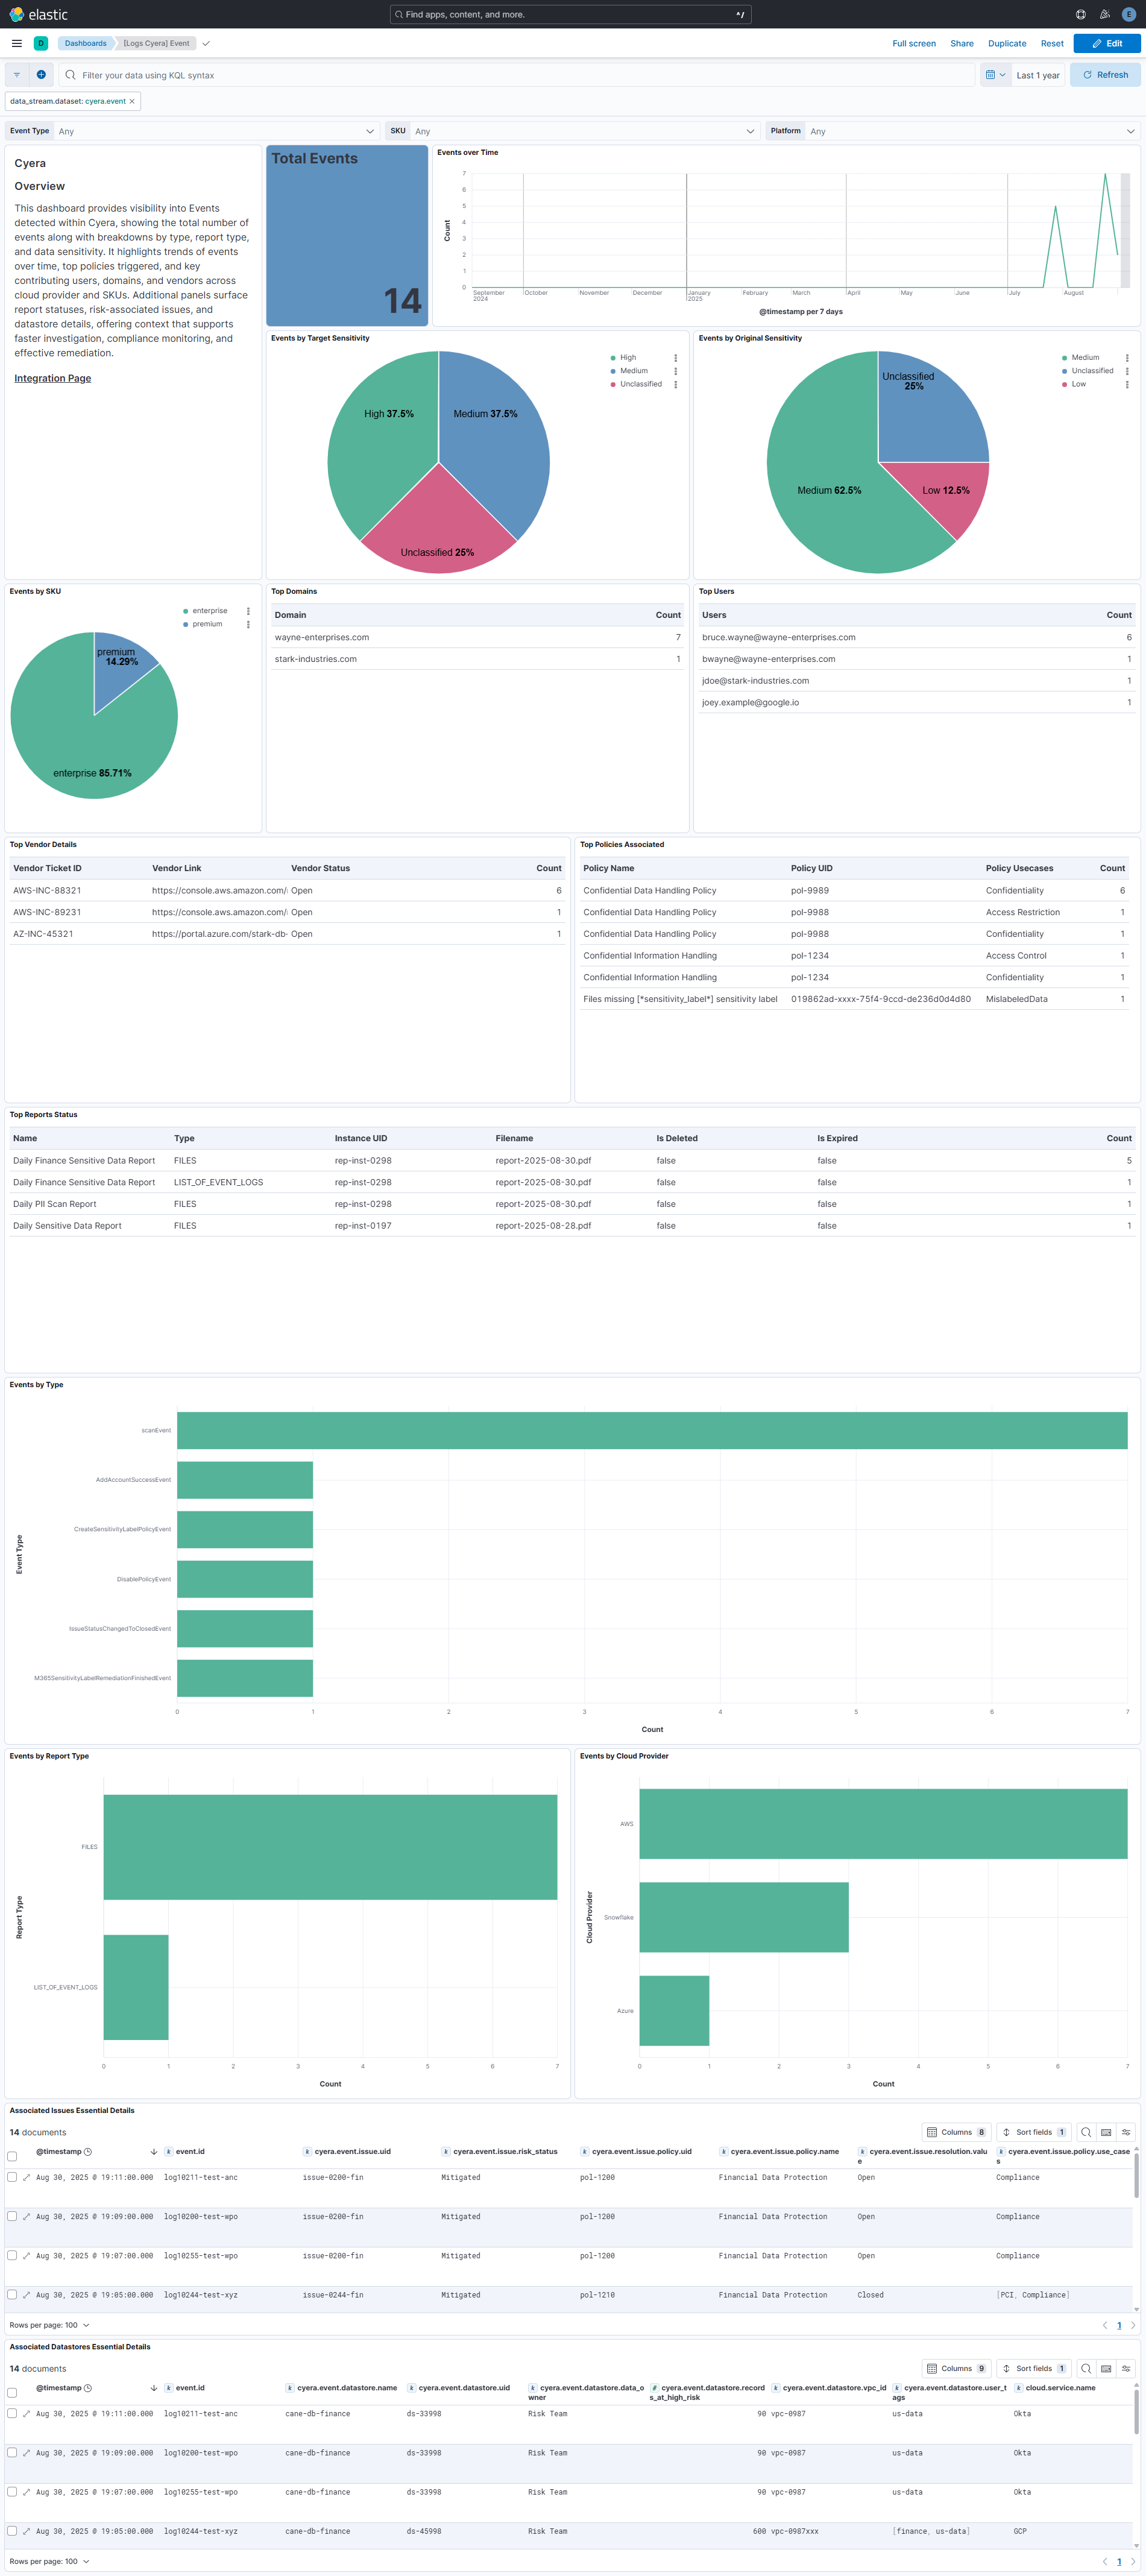 elastic
Find apps, content, and more. ^/ E
D Dashboards [Logs Cyera] Event Full screen Share Duplicate Reset Edit
Filter your data using KQL syntax Last 1 year Refresh
data_stream.dataset: cyera.event ×
Event Type Any SKU Any Platform Any
Cyera
Overview
This dashboard provides visibility into Events
detected within Cyera, showing the total number of
events along with breakdowns by type, report type,
and data sensitivity. It highlights trends of events
over time, top policies triggered, and key
contributing users, domains, and vendors across
cloud provider and SKUs. Additional panels surface
report statuses, risk-associated issues, and
datastore details, offering context that supports
faster investigation, compliance monitoring, and
effective remediation.
Integration Page
Total Events
14
Events over Time
Count
7
6
5
4
3
2
1
0
September October November December January February March April May June July August
2024 2025
@timestamp per 7 days
Events by Target Sensitivity
High 37.5%
Medium 37.5%
Unclassified 25%
High
Medium
Unclassified
Events by Original Sensitivity
Unclassified
25%
Medium 62.5%
Low 12.5%
Medium
Unclassified
Low
Events by SKU
enterprise
premium
premium
14.29%
enterprise 85.71%
Top Domains
Domain Count
wayne-enterprises.com 7
stark-industries.com 1
Top Users
Users Count
bruce.wayne@wayne-enterprises.com 6
bwayne@wayne-enterprises.com 1
jdoe@stark-industries.com 1
joey.example@google.io 1
Top Vendor Details
Vendor Ticket ID Vendor Link Vendor Status Count
AWS-INC-88321 https://console.aws.amazon.com/ Open 6
AWS-INC-89231 https://console.aws.amazon.com/ Open 1
AZ-INC-45321 https://portal.azure.com/stark-db- Open 1
Top Policies Associated
Policy Name Policy UID Policy Usecases Count
Confidential Data Handling Policy pol-9989 Confidentiality 6
Confidential Data Handling Policy pol-9988 Access Restriction 1
Confidential Data Handling Policy pol-9988 Confidentiality 1
Confidential Information Handling pol-1234 Access Control 1
Confidential Information Handling pol-1234 Confidentiality 1
Files missing [*sensitivity_label*] sensitivity label 019862ad-xxxx-75f4-9ccd-de236d0d4d80 MislabeledData 1
Top Reports Status
Name Type Instance UID Filename Is Deleted Is Expired Count
Daily Finance Sensitive Data Report FILES rep-inst-0298 report-2025-08-30.pdf false false 5
Daily Finance Sensitive Data Report LIST_OF_EVENT_LOGS rep-inst-0298 report-2025-08-30.pdf false false 1
Daily PII Scan Report FILES rep-inst-0298 report-2025-08-30.pdf false false 1
Daily Sensitive Data Report FILES rep-inst-0197 report-2025-08-28.pdf false false 1
Events by Type
Event Type
scanEvent
AddAccountSuccessEvent
CreateSensitivityLabelPolicyEvent
DisablePolicyEvent
IssueStatusChangedToClosedEvent
M365SensitivityLabelRemediationFinishedEvent
0 1 2 3 4 5 6 7
Count
Events by Report Type
Report Type
FILES
LIST_OF_EVENT_LOGS
0 1 2 3 4 5 6 7
Count
Events by Cloud Provider
Cloud Provider
AWS
Snowflake
Azure
0 1 2 3 4 5 6 7
Count
Associated Issues Essential Details
14 documents Columns 8 Sort fields 1
@timestamp event.id cyera.event.issue.uid cyera.event.issue.risk_status cyera.event.issue.policy.uid cyera.event.issue.policy.name cyera.event.issue.resolution.valu cyera.event.issue.policy.use_case
e s
Aug 30, 2025 @ 19:11:00.000 log10211-test-anc issue-0200-fin Mitigated pol-1200 Financial Data Protection Open Compliance
Aug 30, 2025 @ 19:09:00.000 log10200-test-wpo issue-0200-fin Mitigated pol-1200 Financial Data Protection Open Compliance
Aug 30, 2025 @ 19:07:00.000 log10255-test-wpo issue-0200-fin Mitigated pol-1200 Financial Data Protection Open Compliance
Aug 30, 2025 @ 19:05:00.000 log10244-test-xyz issue-0244-fin Mitigated pol-1210 Financial Data Protection Closed [PCI, Compliance]
Rows per page: 100 1
Associated Datastores Essential Details
14 documents Columns 9 Sort fields 1
@timestamp event.id cyera.event.datastore.name cyera.event.datastore.uid cyera.event.datastore.data_o cyera.event.datastore.record cyera.event.datastore.vpc_id cyera.event.datastore.user_t cloud.service.name
wner s_at_high_risk ags
Aug 30, 2025 @ 19:11:00.000 log10211-test-anc cane-db-finance ds-33998 Risk Team 90 vpc-0987 us-data Okta
Aug 30, 2025 @ 19:09:00.000 log10200-test-wpo cane-db-finance ds-33998 Risk Team 90 vpc-0987 us-data Okta
Aug 30, 2025 @ 19:07:00.000 log10255-test-wpo cane-db-finance ds-33998 Risk Team 90 vpc-0987 us-data Okta
Aug 30, 2025 @ 19:05:00.000 log10244-test-xyz cane-db-finance ds-45998 Risk Team 600 vpc-0987xxx [finance, us-data] GCP
Rows per page: 100 1